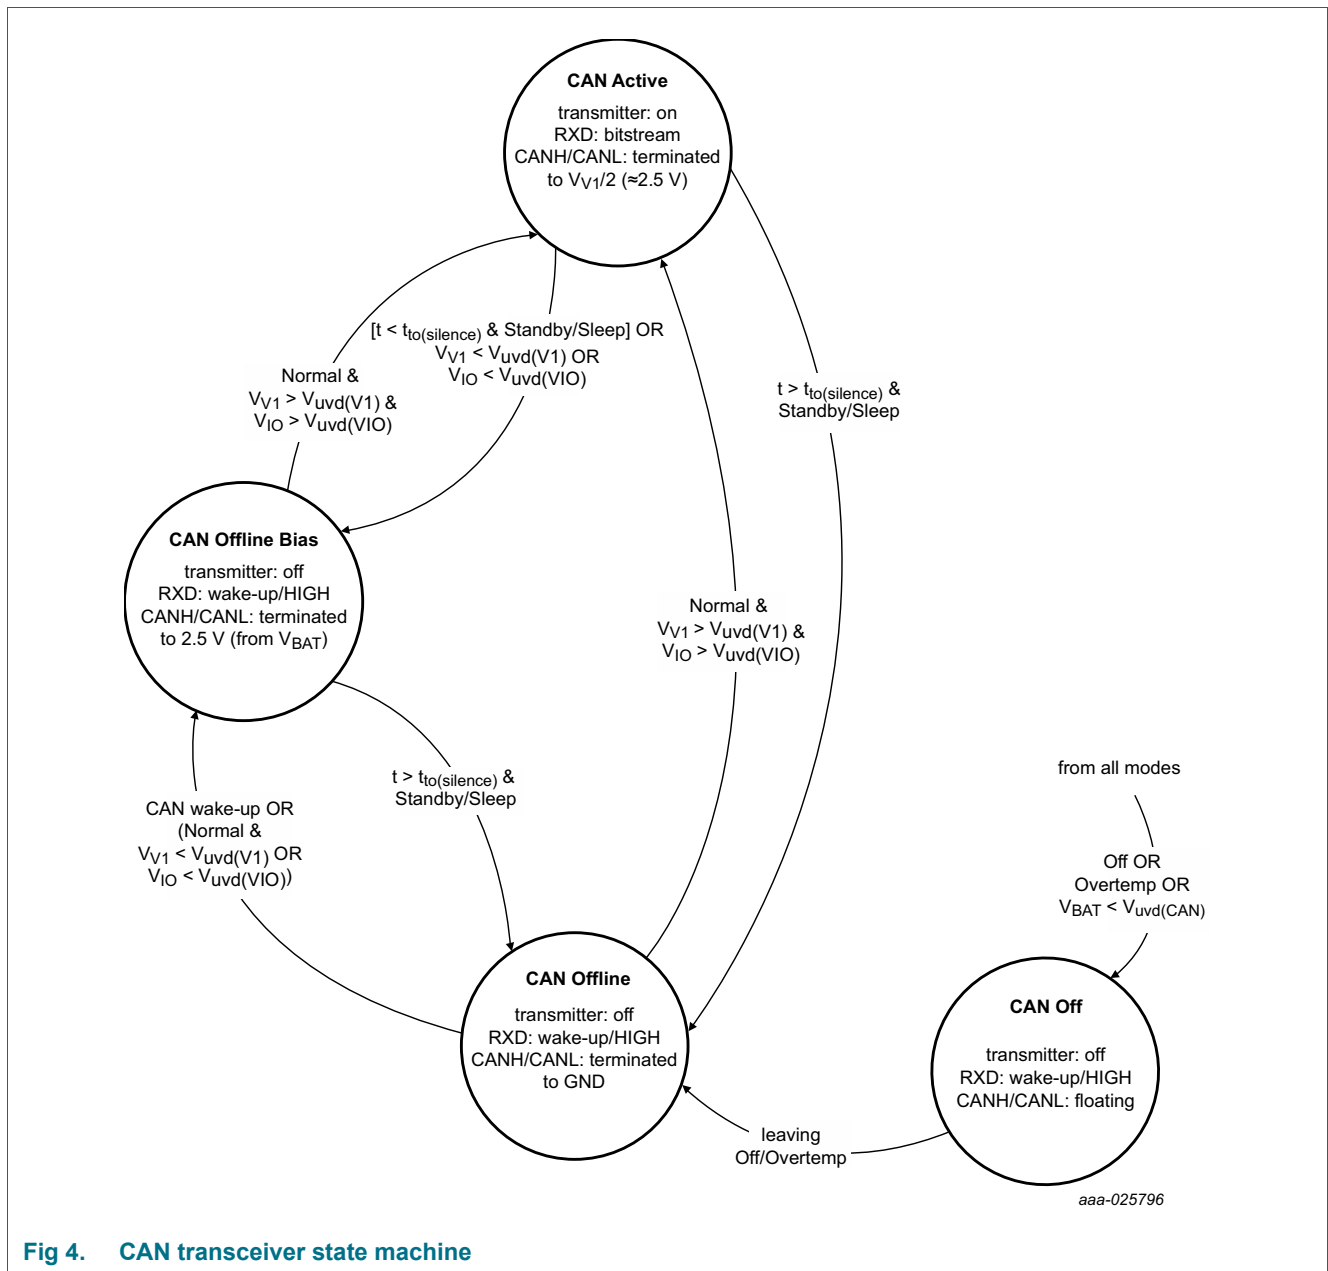 CAN Active
transmitter: on
RXD: bitstream
CANH/CANL: terminated
to VV1/2 (≈2.5 V)
[t < tto(silence) & Standby/Sleep] OR
VV1 < Vuvd(V1) OR
VIO < Vuvd(VIO)
Normal &
VV1 > Vuvd(V1) &
VIO > Vuvd(VIO)
t > tto(silence) &
Standby/Sleep
CAN Offline Bias
transmitter: off
RXD: wake-up/HIGH
CANH/CANL: terminated
to 2.5 V (from VBAT)
Normal &
VV1 > Vuvd(V1) &
VIO > Vuvd(VIO)
t > tto(silence) &
Standby/Sleep
CAN wake-up OR
(Normal &
VV1 < Vuvd(V1) OR
VIO < Vuvd(VIO))
from all modes
Off OR
Overtemp OR
VBAT < Vuvd(CAN)
CAN Offline
transmitter: off
RXD: wake-up/HIGH
CANH/CANL: terminated
to GND
CAN Off
transmitter: off
RXD: wake-up/HIGH
CANH/CANL: floating
leaving
Off/Overtemp
aaa-025796
Fig 4. CAN transceiver state machine